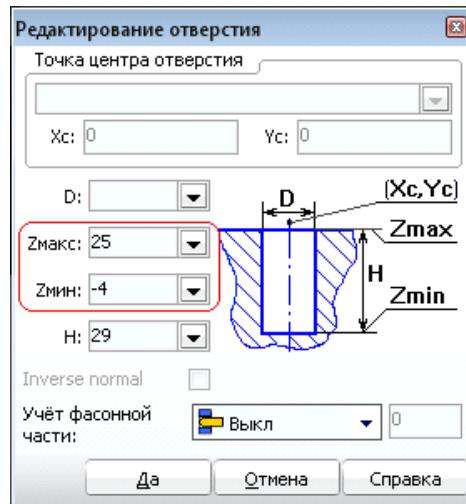 Редактирование отверстия
Точка центра отверстия
Xc: 0 Yc: 0
D:
Zмакс: 25
Zмин: -4
H: 29
D (Xc,Yc)
Zmax
H
Zmin
Inverse normal
Учёт фасонной части: Выкл 0
Да Отмена Справка